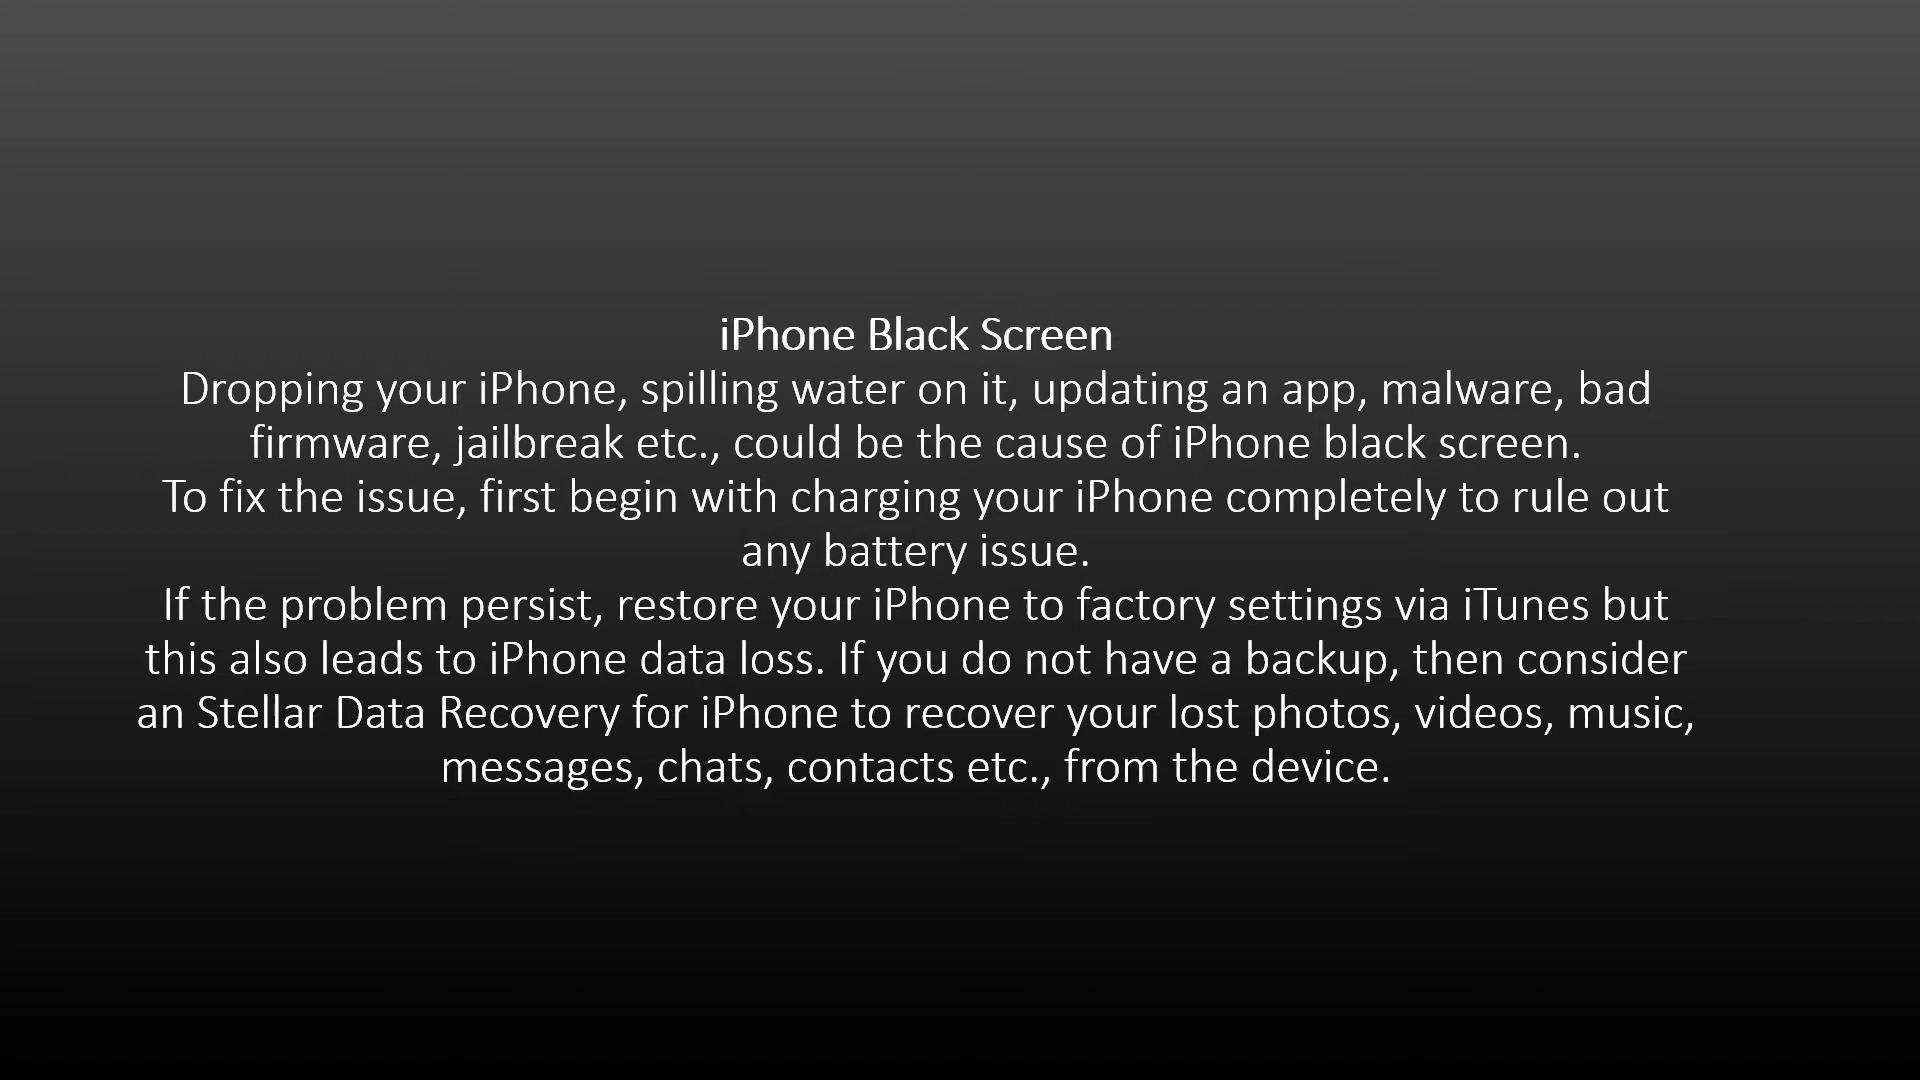 iPhone Black Screen
Dropping your iPhone, spilling water on it, updating an app, malware, bad
firmware, jailbreak etc., could be the cause of iPhone black screen.
To fix the issue, first begin with charging your iPhone completely to rule out
any battery issue.
If the problem persist, restore your iPhone to factory settings via iTunes but
this also leads to iPhone data loss. If you do not have a backup, then consider
an Stellar Data Recovery for iPhone to recover your lost photos, videos, music,
messages, chats, contacts etc., from the device.